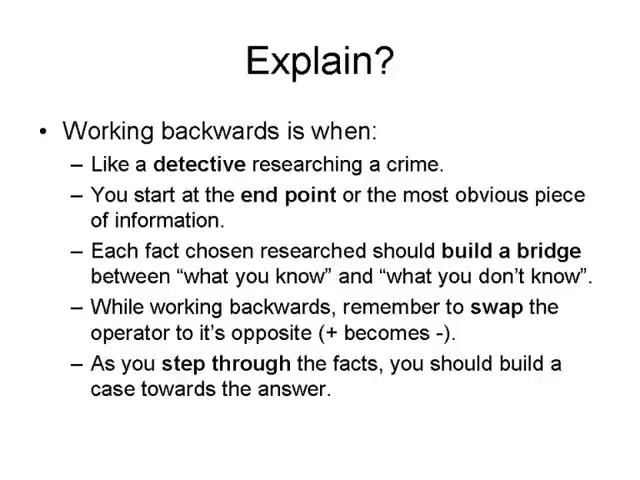 Explain?
• Working backwards is when:
– Like a detective researching a crime.
– You start at the end point or the most obvious piece
of information.
– Each fact chosen researched should build a bridge
between “what you know” and “what you don’t know”.
– While working backwards, remember to swap the
operator to it’s opposite (+ becomes -).
– As you step through the facts, you should build a
case towards the answer.